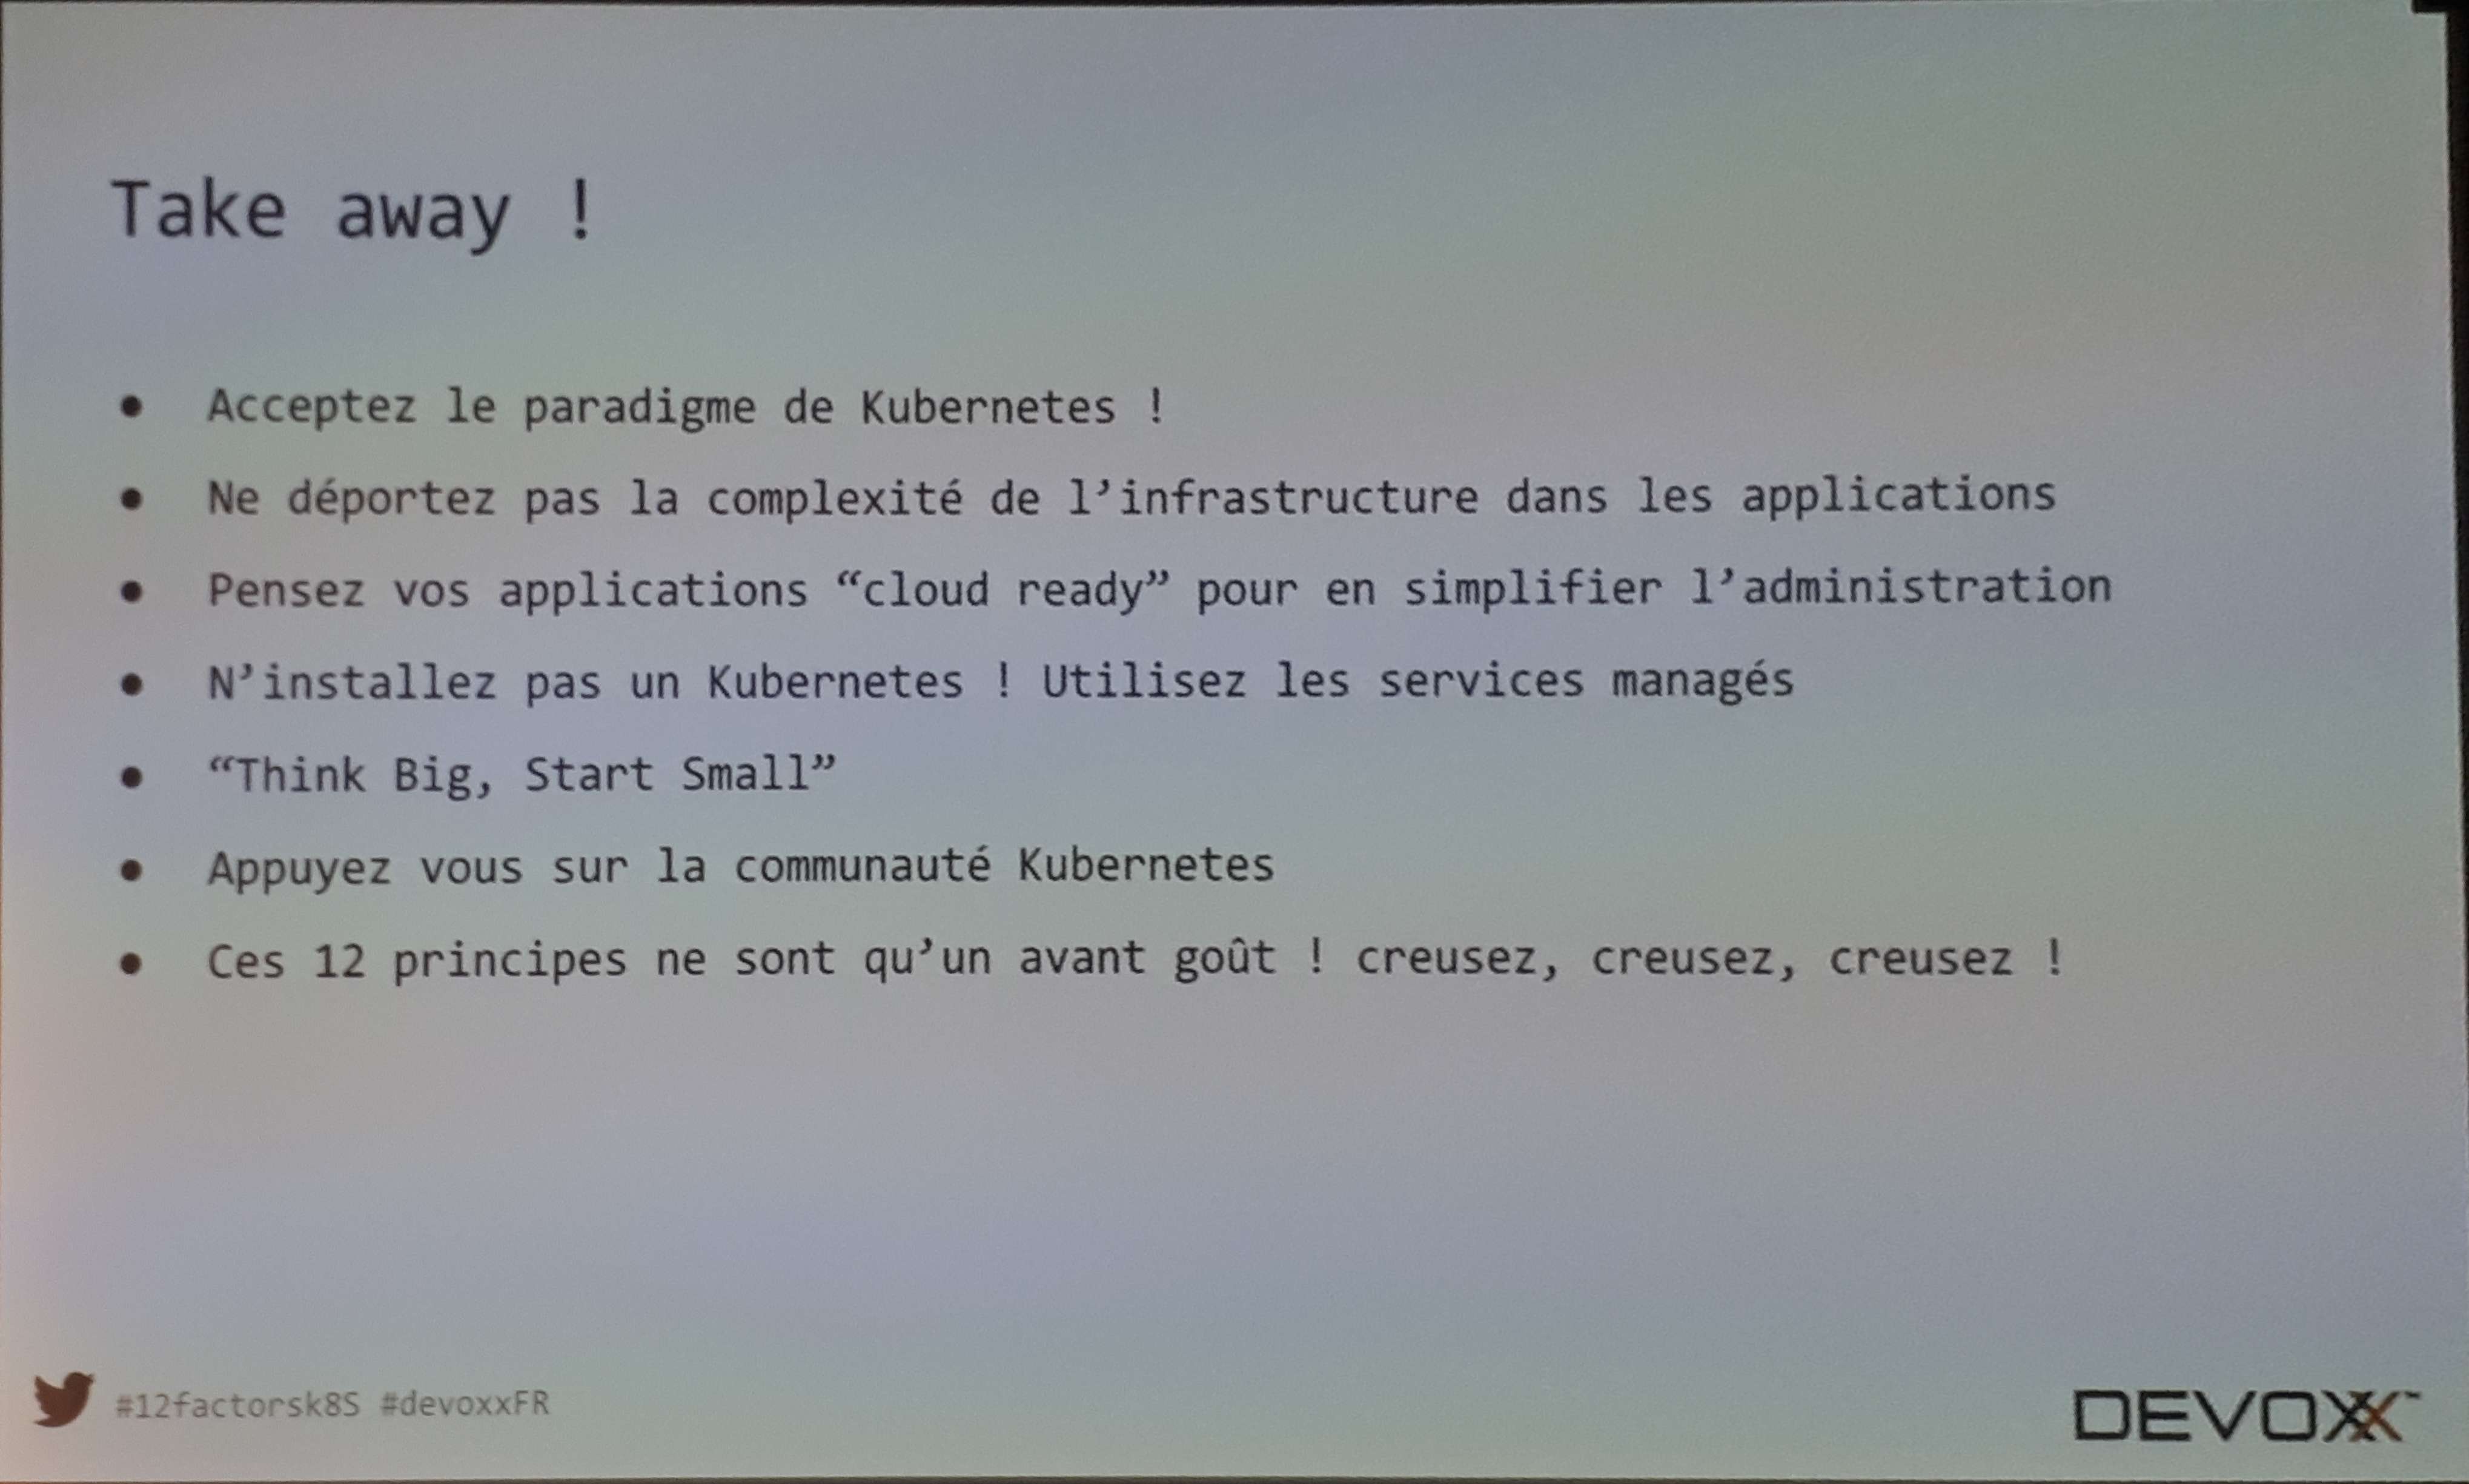 Take away !
• Acceptez le paradigme de Kubernetes !
• Ne déportez pas la complexité de l’infrastructure dans les applications
• Pensez vos applications “cloud ready” pour en simplifier l’administration
• N’installez pas un Kubernetes ! Utilisez les services managés
• “Think Big, Start Small”
• Appuyez vous sur la communauté Kubernetes
• Ces 12 principes ne sont qu’un avant goût ! creusez, creusez, creusez !
#12factorsk8S #devoxxFR
DEVOXX™